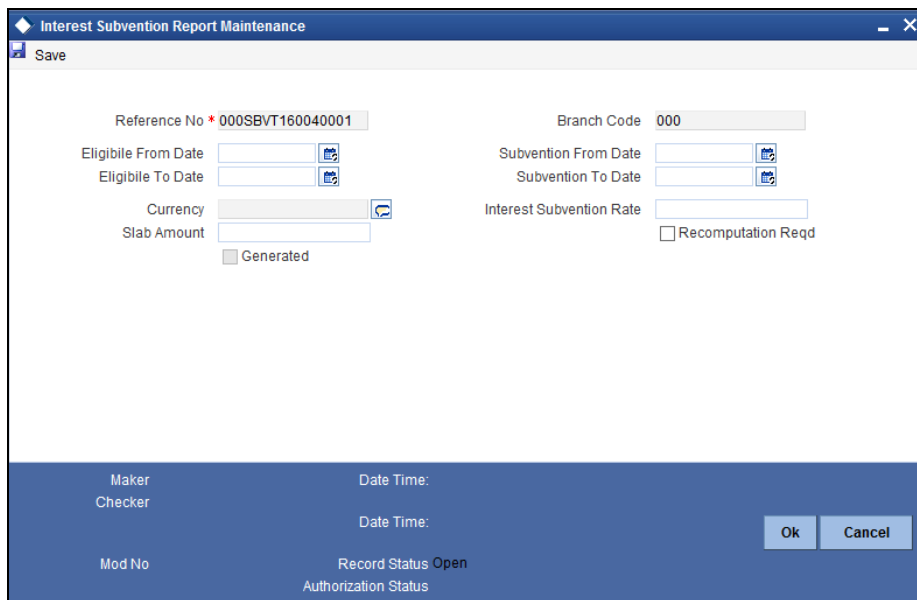 Interest Subvention Report Maintenance
Save
Reference No * 000SBVT160040001 Branch Code 000
Eligibile From Date Subvention From Date
Eligibile To Date Subvention To Date
Currency Interest Subvention Rate
Slab Amount Recomputation Reqd
Generated
Maker Date Time:
Checker
Date Time:
Ok Cancel
Mod No Record Status Open
Authorization Status